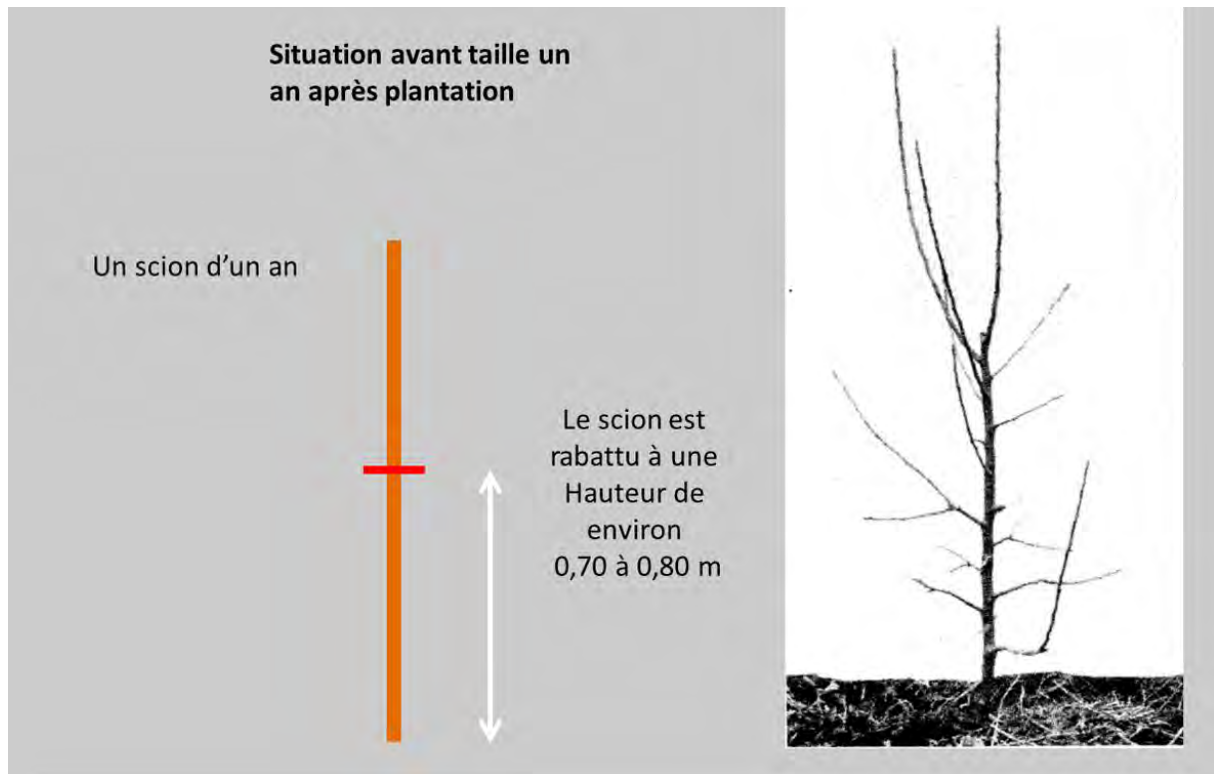 Situation avant taille un
an après plantation
Un scion d'un an
Le scion est
rabattu à une
Hauteur de
environ
0,70 à 0,80 m